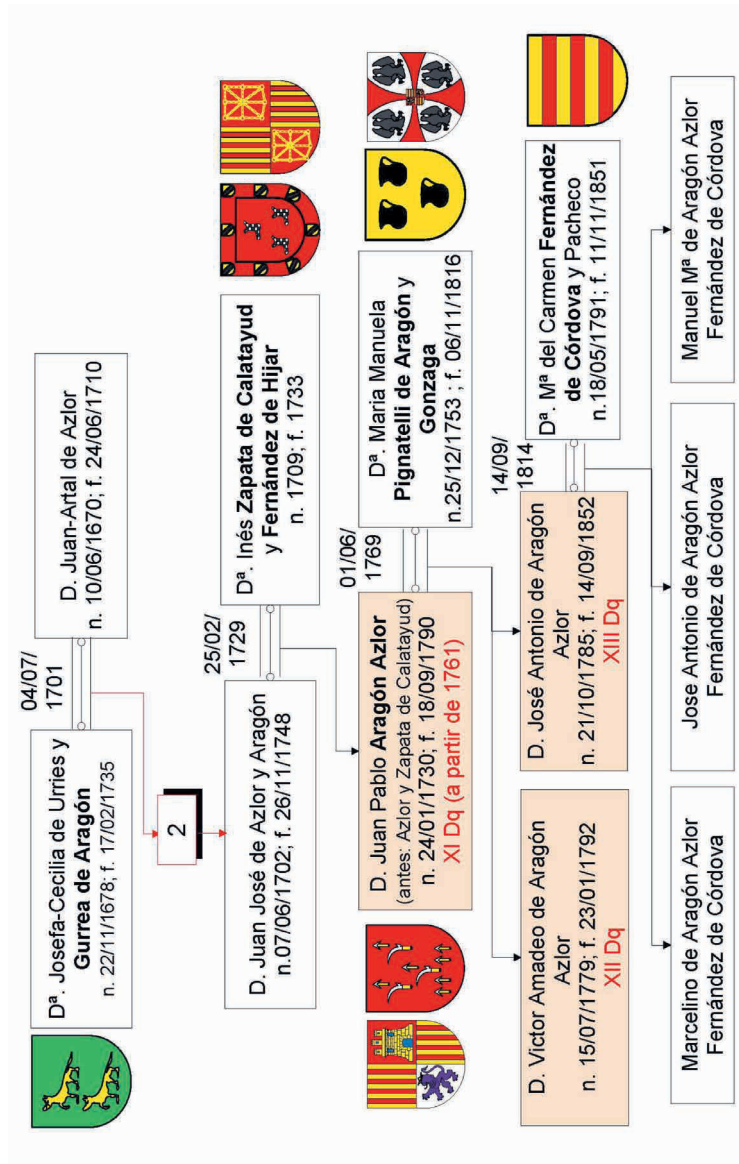 04/07/
1701
Dª. Josefa-Cecilia de Urries y
Gurrea de Aragón
n. 22/11/1678; f. 17/02/1735
D. Juan-Artal de Azlor
n. 10/06/1670; f. 24/06/1710
2
25/02/
1729
D. Juan José de Azlor y Aragón
n.07/06/1702; f. 26/11/1748
Dª. Inés Zapata de Calatayud
y Fernández de Hijar
n. 1709; f. 1733
01/06/
1769
D. Juan Pablo Aragón Azlor
(antes: Azlor y Zapata de Calatayud)
n. 24/01/1730; f. 18/09/1790
XI Dq (a partir de 1761)
Dª. Maria Manuela
Pignatelli de Aragón y
Gonzaga
n.25/12/1753 ; f. 06/11/1816
14/09/
1814
D. Victor Amadeo de Aragón
Azlor
n. 15/07/1779; f. 23/01/1792
XII Dq
D. José Antonio de Aragón
Azlor
n. 21/10/1785; f. 14/09/1852
XIII Dq
Dª. Mª del Carmen Fernández
de Córdova y Pacheco
n.18/05/1791; f. 11/11/1851
Marcelino de Aragón Azlor
Fernández de Córdova
Jose Antonio de Aragón Azlor
Fernández de Córdova
Manuel Mª de Aragón Azlor
Fernández de Córdova